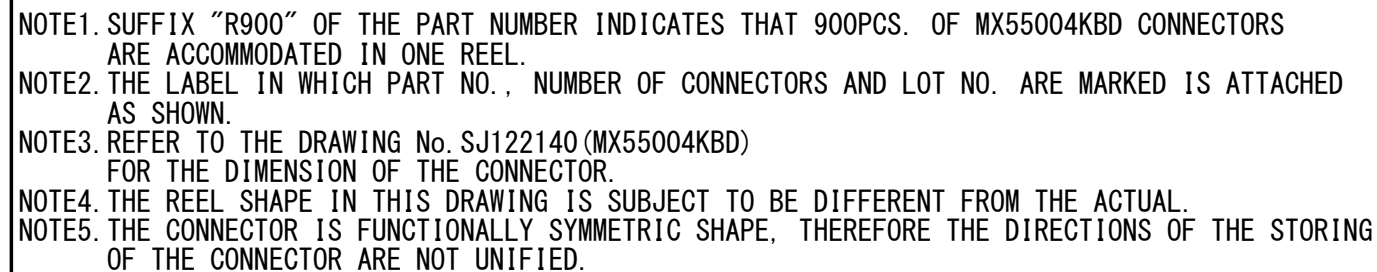 NOTE1. SUFFIX "R900" OF THE PART NUMBER INDICATES THAT 900PCS. OF MX55004KBD CONNECTORS
ARE ACCOMMODATED IN ONE REEL.
NOTE2. THE LABEL IN WHICH PART NO., NUMBER OF CONNECTORS AND LOT NO. ARE MARKED IS ATTACHED
AS SHOWN.
NOTE3. REFER TO THE DRAWING No. SJ122140(MX55004KBD)
FOR THE DIMENSION OF THE CONNECTOR.
NOTE4. THE REEL SHAPE IN THIS DRAWING IS SUBJECT TO BE DIFFERENT FROM THE ACTUAL.
NOTE5. THE CONNECTOR IS FUNCTIONALLY SYMMETRIC SHAPE, THEREFORE THE DIRECTIONS OF THE STORING
OF THE CONNECTOR ARE NOT UNIFIED.